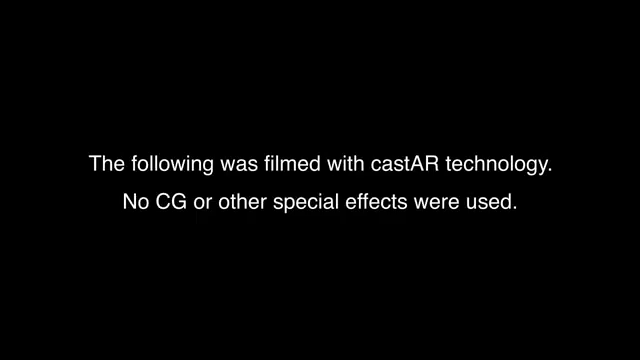 The following was filmed with castAR technology.
No CG or other special effects were used.